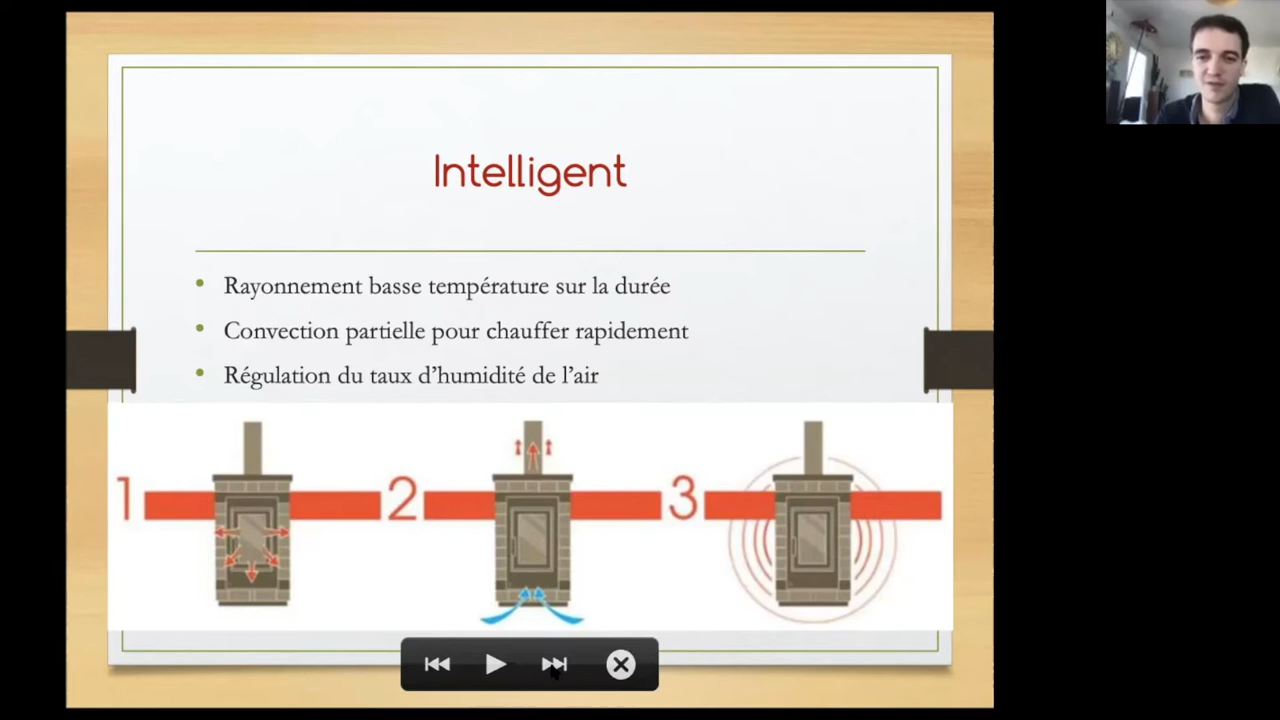 Intelligent
• Rayonnement basse température sur la durée
• Convection partielle pour chauffer rapidement
• Régulation du taux d’humidité de l’air
1 2 3